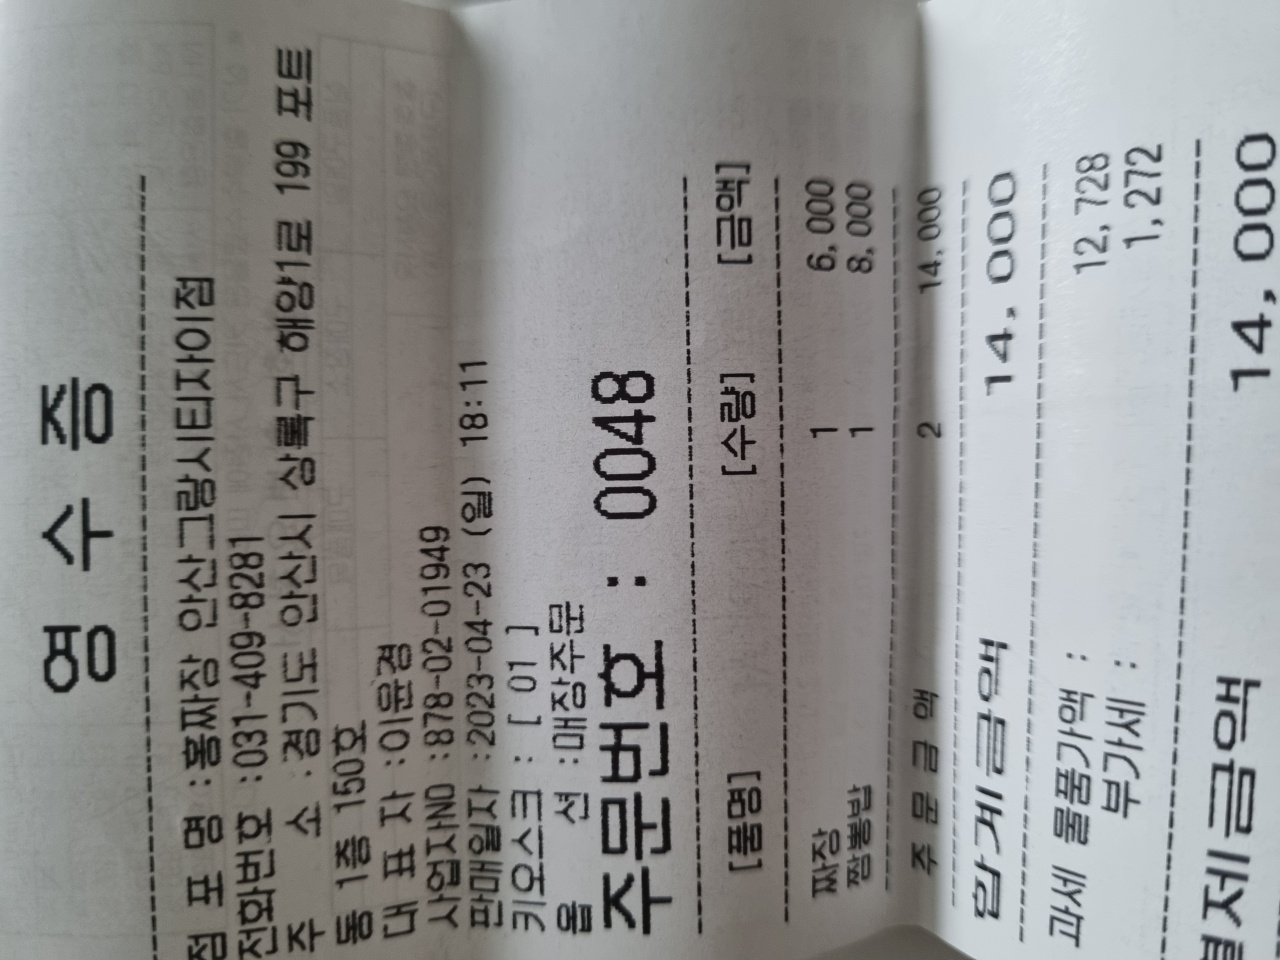 영 수 증
점 포 명 :홍짜장 안산그랑시티자이점
전화번호 :031-409-8281
주 소 :경기도 안산시 상록구 해양1로 199 포트
동 1층 150호
대 표 자 :이윤경
사업자NO :878-02-01949
판매일자 :2023-04-23 (일) 18:11
키오스크 : [ 01 ]
옵 션 :매장주문
주문번호 : 0048
[품명] [수량] [금액]
짜장 1 6,000
짬뽕밥 1 8,000
주 문 금 액 2 14,000
합계금액 14,000
과세 물품가액 : 12,728
부가세 : 1,272
결제금액 14,000